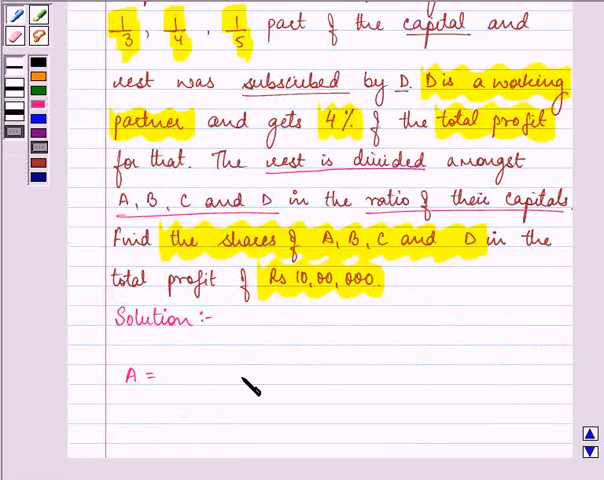 1/3, 1/4, 1/5 part of the capital and
rest was subscribed by D. D is a working
partner and gets 4% of the total profit
for that. The rest is divided amongst
A, B, C and D in the ratio of their capitals.
Find the shares of A, B, C and D in the
total profit of Rs 10,00,000.
Solution:-
A =